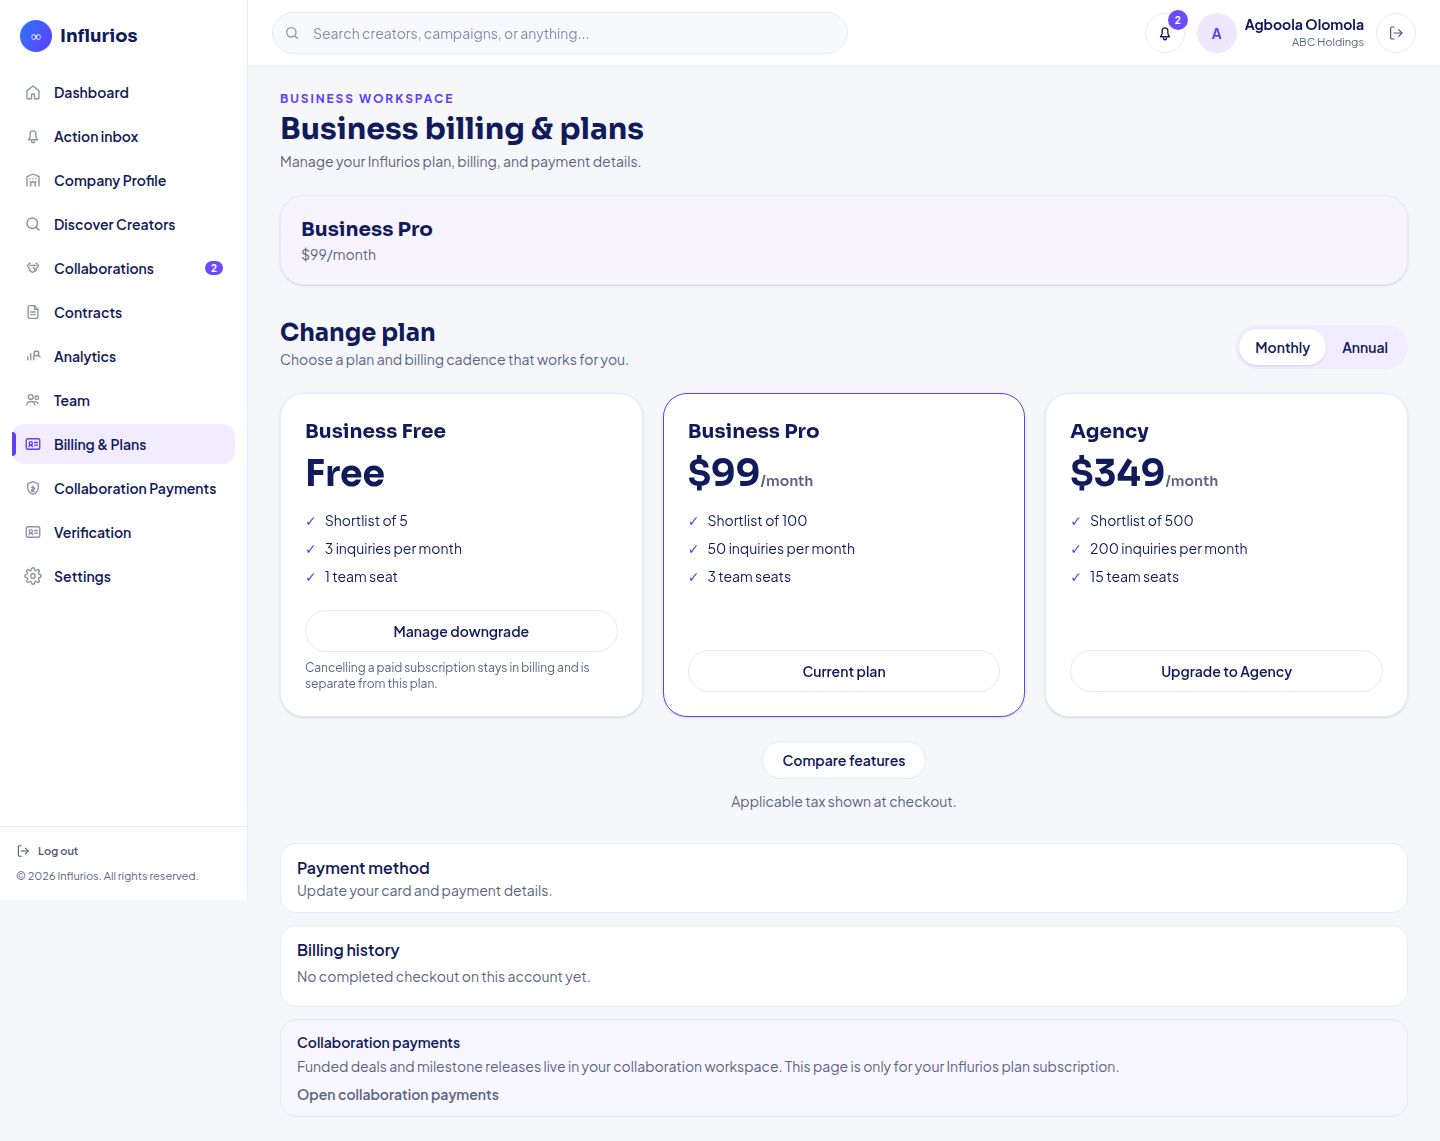 Influrios
Search creators, campaigns, or anything...
2
A
Agboola Olomola
ABC Holdings
Dashboard
Action inbox
Company Profile
Discover Creators
Collaborations
2
Contracts
Analytics
Team
Billing & Plans
Collaboration Payments
Verification
Settings
Log out
© 2026 Influrios. All rights reserved.
BUSINESS WORKSPACE
Business billing & plans
Manage your Influrios plan, billing, and payment details.
Business Pro
$99/month
Change plan
Choose a plan and billing cadence that works for you.
Monthly
Annual
Business Free
Free
✓ Shortlist of 5
✓ 3 inquiries per month
✓ 1 team seat
Manage downgrade
Cancelling a paid subscription stays in billing and is
separate from this plan.
Business Pro
$99/month
✓ Shortlist of 100
✓ 50 inquiries per month
✓ 3 team seats
Current plan
Agency
$349/month
✓ Shortlist of 500
✓ 200 inquiries per month
✓ 15 team seats
Upgrade to Agency
Compare features
Applicable tax shown at checkout.
Payment method
Update your card and payment details.
Billing history
No completed checkout on this account yet.
Collaboration payments
Funded deals and milestone releases live in your collaboration workspace. This page is only for your Influrios plan subscription.
Open collaboration payments